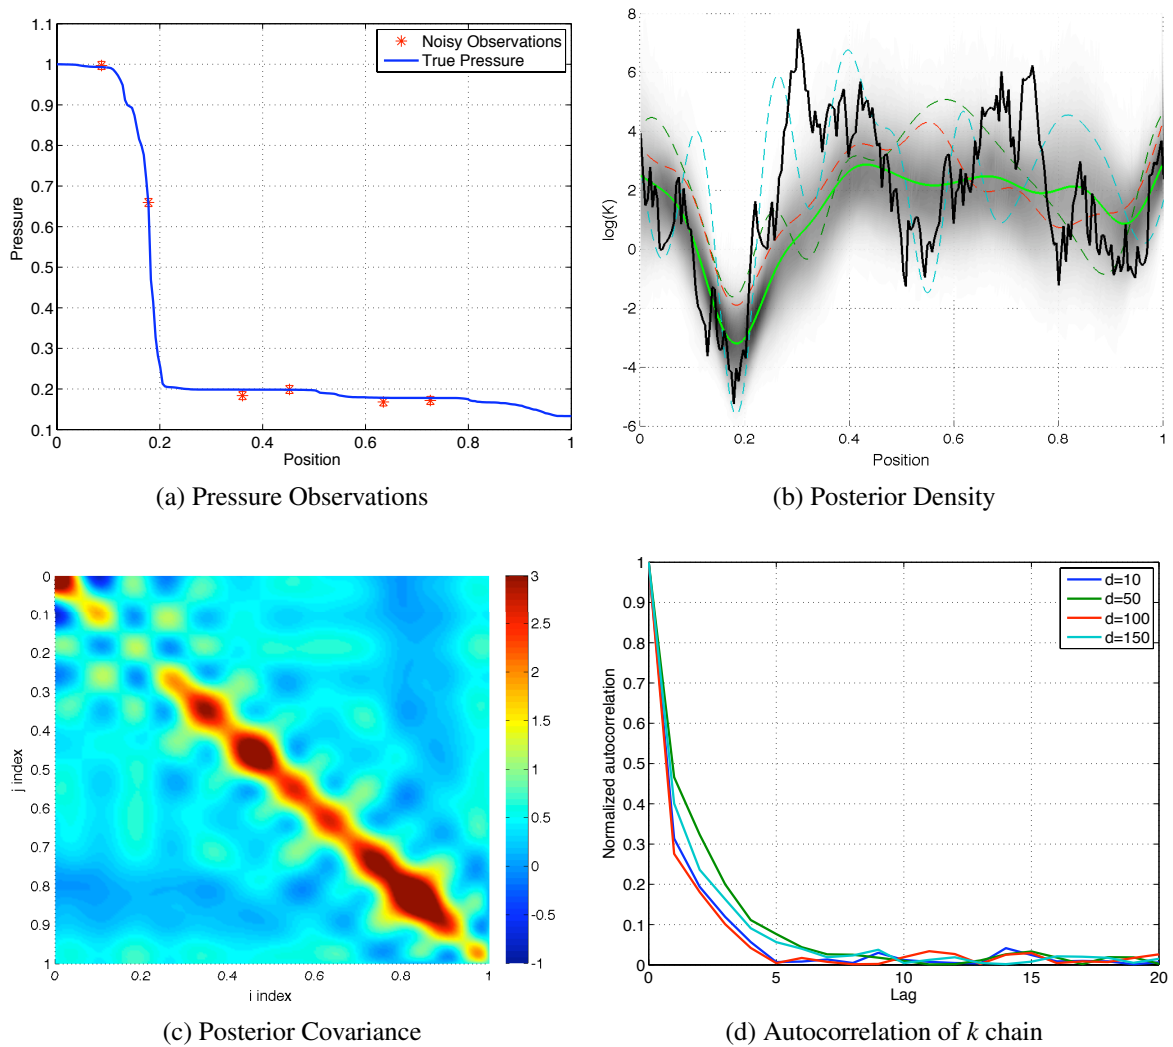 1.1
1
0.9
0.8
0.7
0.6
0.5
0.4
0.3
0.2
0.1
0 0.2 0.4 0.6 0.8 1
Pressure
Position
Noisy Observations
True Pressure
(a) Pressure Observations
8
6
4
2
0
-2
-4
-6
0 0.2 0.4 0.6 0.8 1
log(K)
Position
(b) Posterior Density
0
0.1
0.2
0.3
0.4
0.5
0.6
0.7
0.8
0.9
1
0 0.2 0.4 0.6 0.8 1
j index
i index
3
2.5
2
1.5
1
0.5
0
-0.5
-1
(c) Posterior Covariance
1
0.9
0.8
0.7
0.6
0.5
0.4
0.3
0.2
0.1
0
0 5 10 15 20
Normalized autocorrelation
Lag
d=10
d=50
d=100
d=150
(d) Autocorrelation of k chain